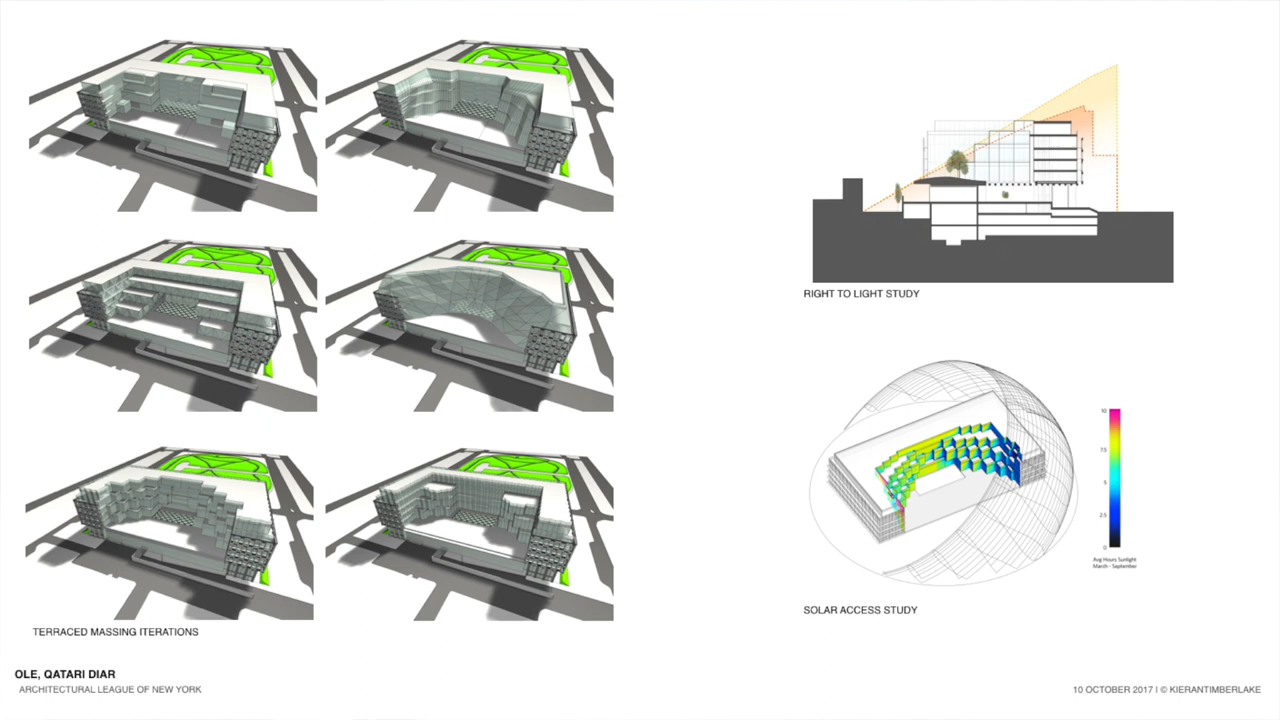 RIGHT TO LIGHT STUDY
10
7.5
5
2.5
0
Avg Hours Sunlight
March - September
SOLAR ACCESS STUDY
TERRACED MASSING ITERATIONS
OLE, QATARI DIAR
ARCHITECTURAL LEAGUE OF NEW YORK
10 OCTOBER 2017 I © KIERANTIMBERLAKE